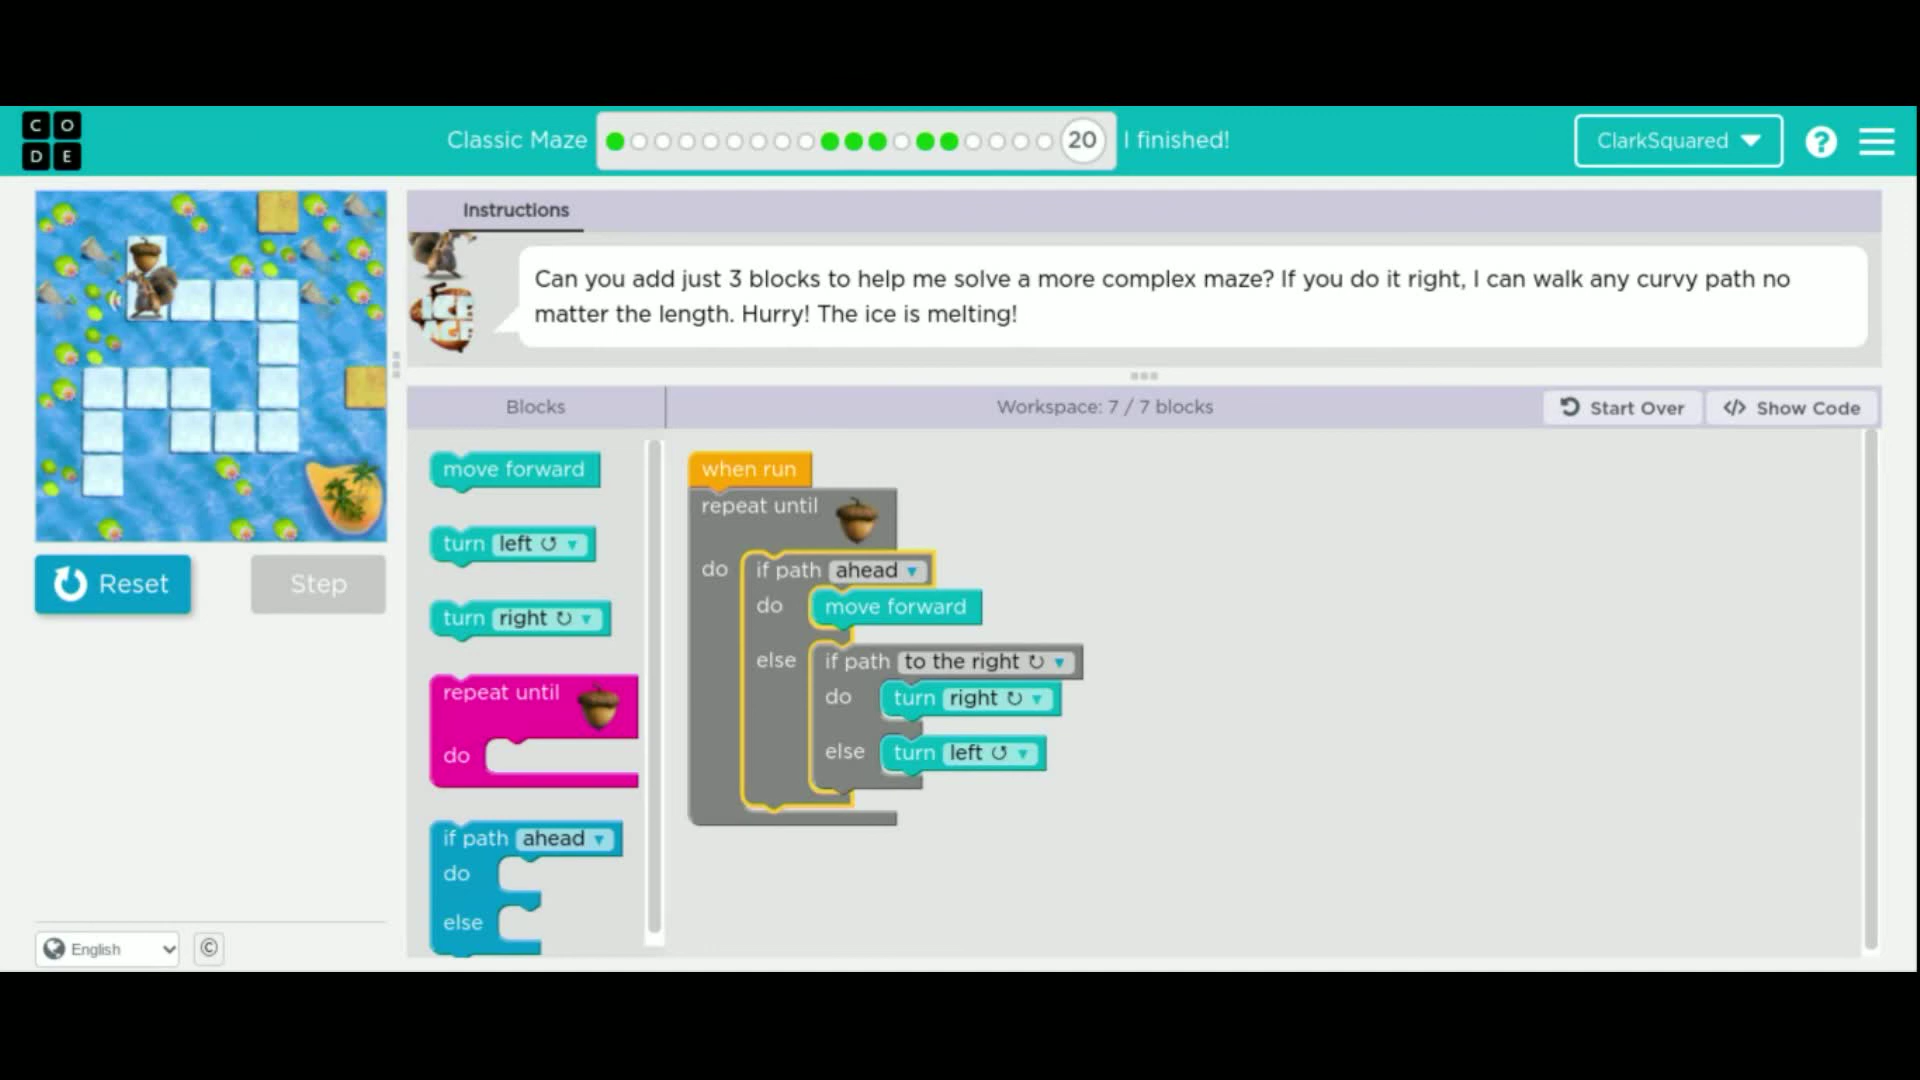 C O
D E
Classic Maze
20
I finished!
ClarkSquared
?
Instructions
Can you add just 3 blocks to help me solve a more complex maze? If you do it right, I can walk any curvy path no
matter the length. Hurry! The ice is melting!
ICE
AGE
Blocks
Workspace: 7 / 7 blocks
Start Over
</> Show Code
move forward
turn left
turn right
repeat until
do
if path ahead
do
else
when run
repeat until
do
if path ahead
do
move forward
else
if path to the right
do
turn right
else
turn left
Reset
Step
English
©